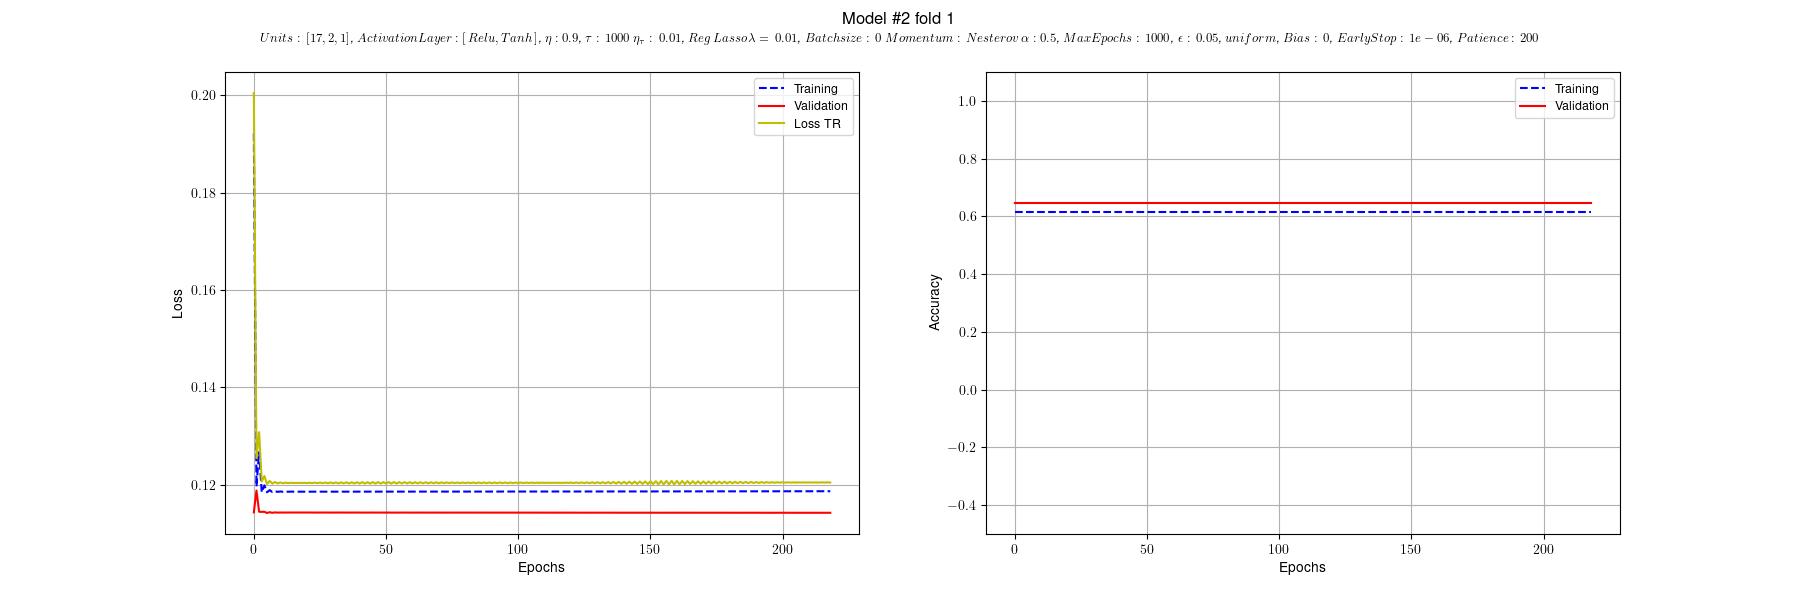 Model #2 fold 1
Units : [17, 2, 1], ActivationLayer : [ Relu, Tanh ], η : 0.9, τ : 1000 ητ : 0.01, Reg Lassoλ = 0.01, Batchsize : 0 Momentum : Nesterov α : 0.5, MaxEpochs : 1000, ϵ : 0.05, uniform, Bias : 0, EarlyStop : 1e − 06, Patience : 200
Training
Validation
Loss TR
0.20
0.18
0.16
0.14
0.12
Loss
0 50 100 150 200
Epochs
Training
Validation
1.0
0.8
0.6
0.4
0.2
0.0
−0.2
−0.4
Accuracy
0 50 100 150 200
Epochs